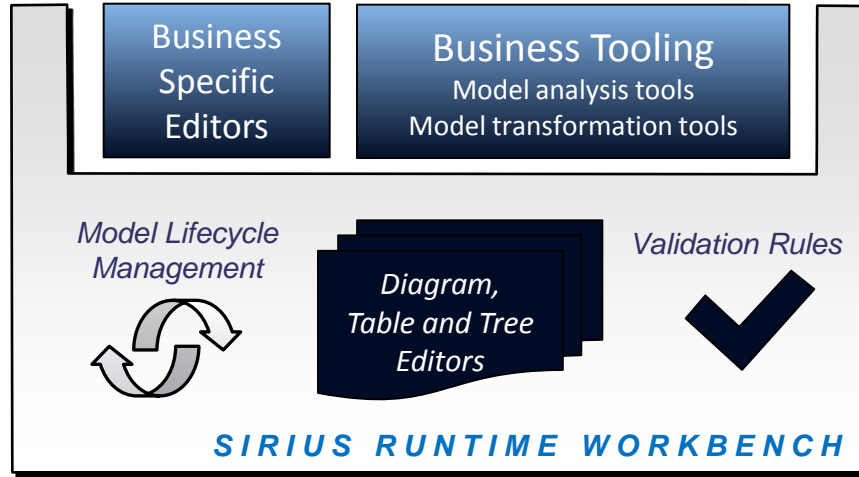 Business
Specific
Editors
Business Tooling
Model analysis tools
Model transformation tools
Model Lifecycle
Management
Diagram,
Table and Tree
Editors
Validation Rules
SIRIUS RUNTIME WORKBENCH